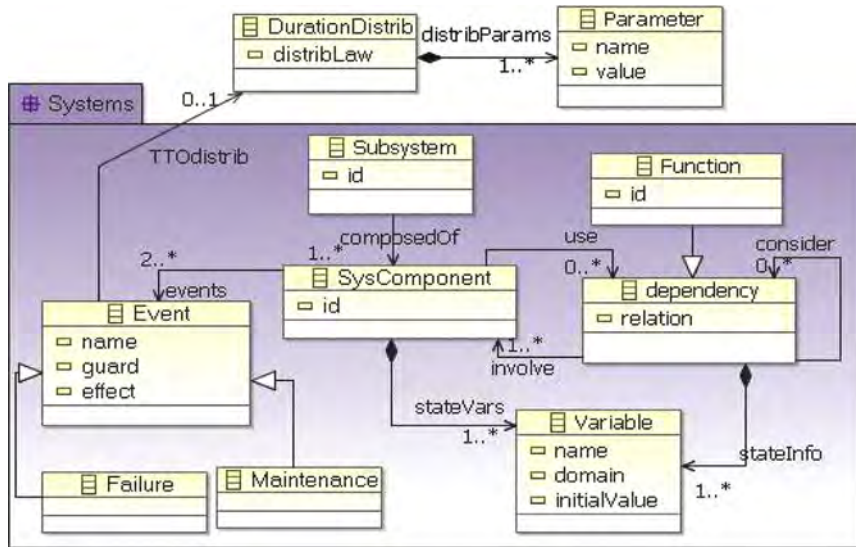 DurationDistrib
distribLaw
distribParams
1..*
Parameter
name
value
Systems
0..1
TTOdistrib
Subsystem
id
Function
id
composedOf
1..*
use
0..*
consider
0..*
2..*
events
SysComponent
id
dependency
relation
1..*
involve
Event
name
guard
effect
stateVars
1..*
Variable
name
domain
initialValue
stateInfo
1..*
Failure
Maintenance